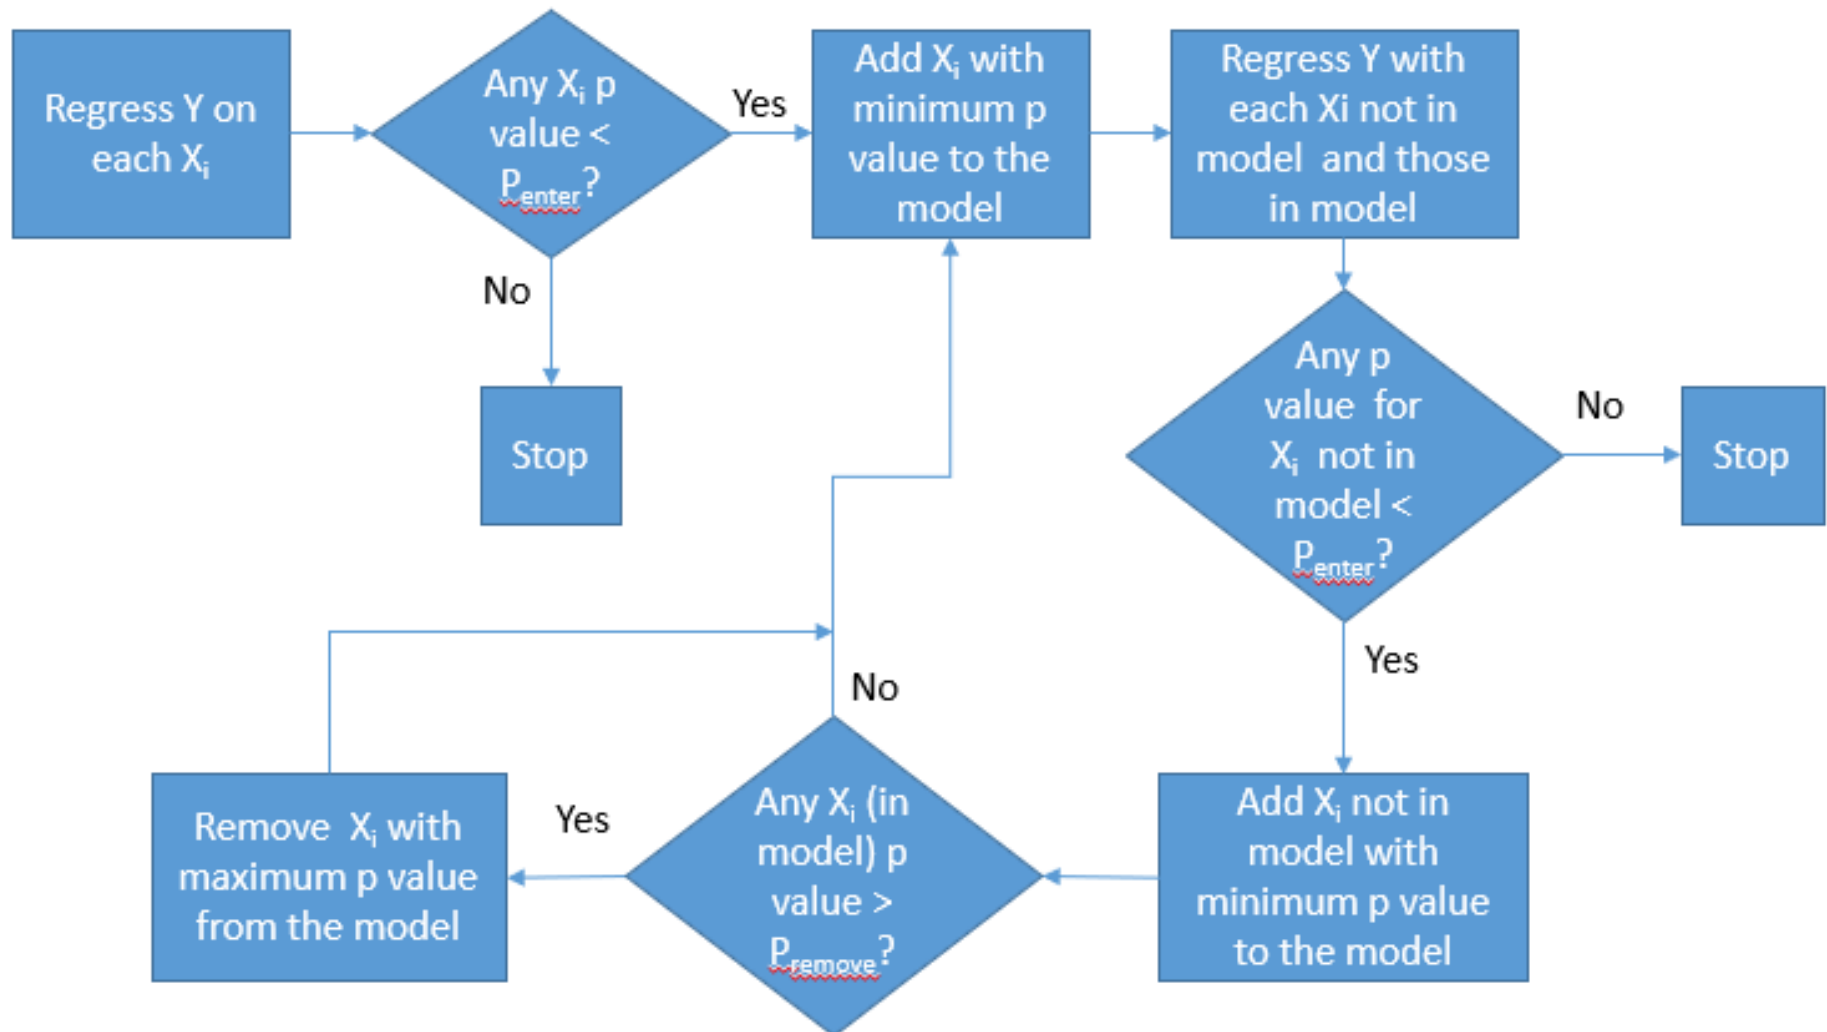 Regress Y on
each Xi
Any Xi p
value <
Penter?
Yes
No
Stop
Add Xi with
minimum p
value to the
model
Regress Y with
each Xi not in
model and those
in model
Any p
value for
Xi not in
model <
Penter?
No
Stop
Yes
Add Xi not in
model with
minimum p value
to the model
Any Xi (in
model) p
value >
Premove?
No
Yes
Remove Xi with
maximum p value
from the model